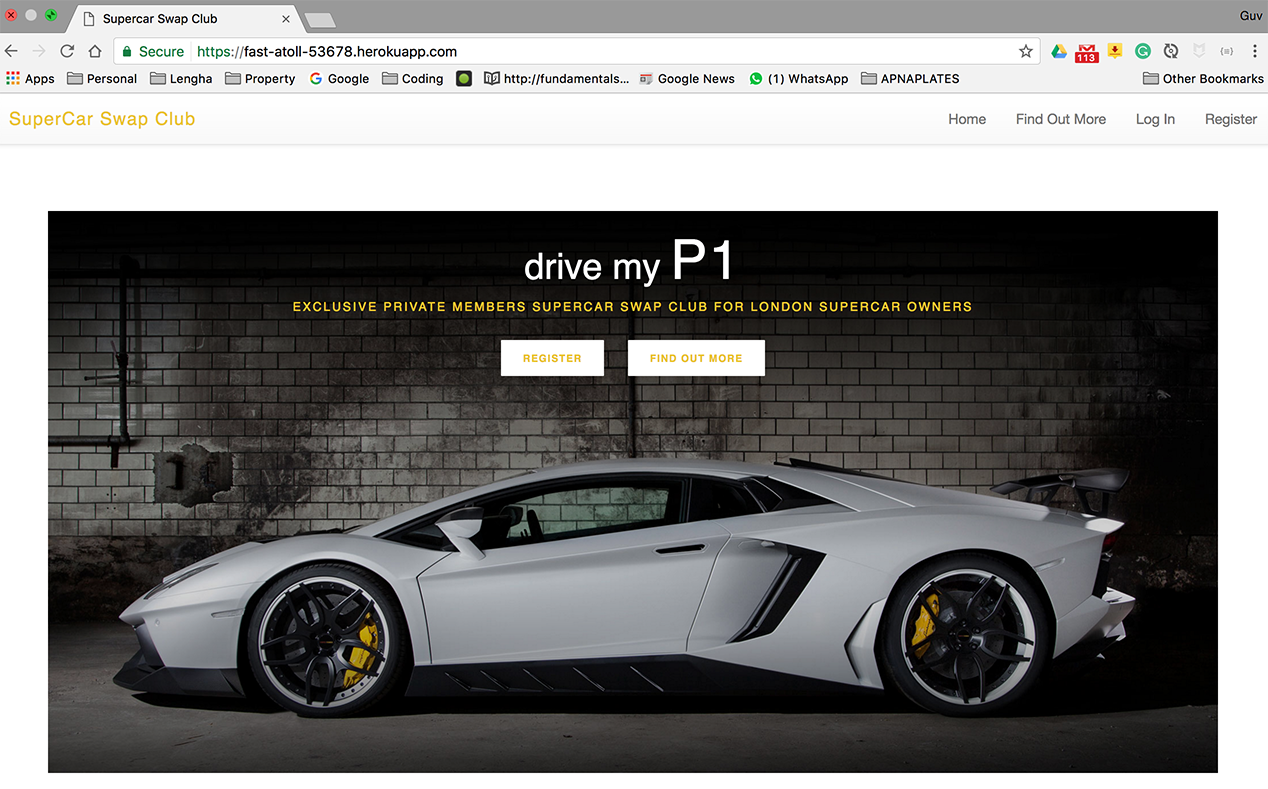 Supercar Swap Club
Guv
Secure https://fast-atoll-53678.herokuapp.com
113
Apps Personal Lengha Property Google Coding http://fundamentals... Google News (1) WhatsApp APNAPLATES Other Bookmarks
SuperCar Swap Club Home Find Out More Log In Register
drive my P1
EXCLUSIVE PRIVATE MEMBERS SUPERCAR SWAP CLUB FOR LONDON SUPERCAR OWNERS
REGISTER FIND OUT MORE